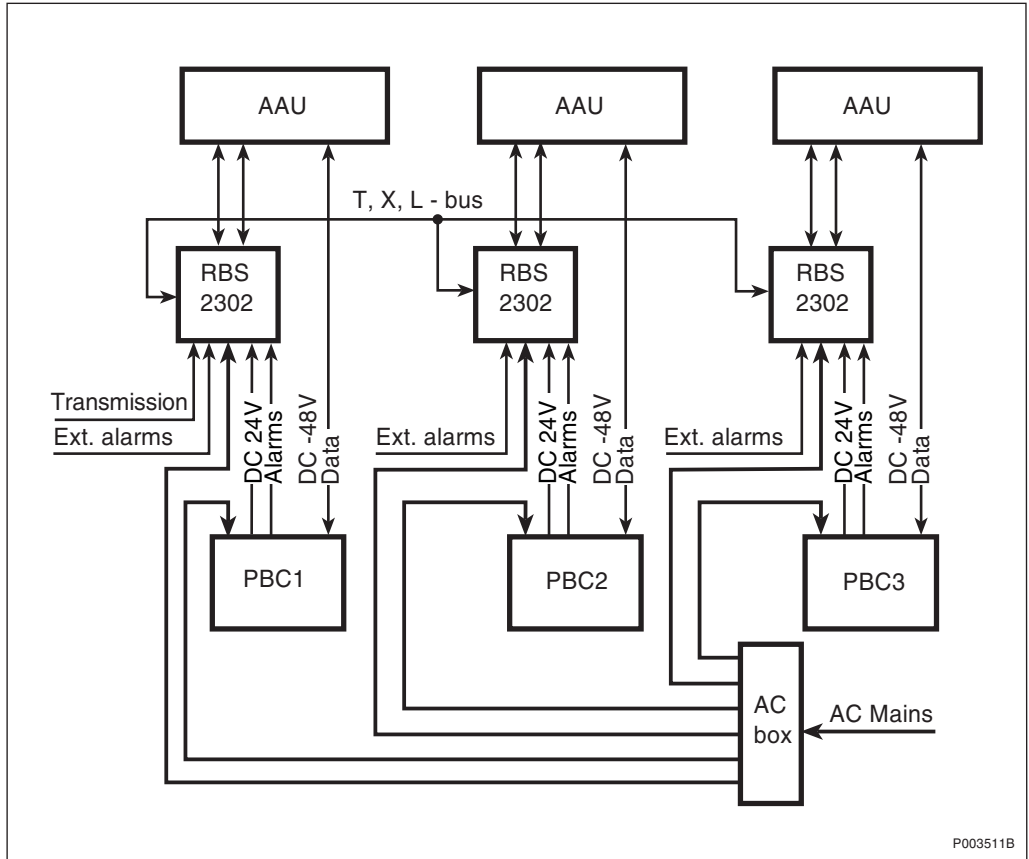 AAU
AAU
AAU
T, X, L - bus
RBS
2302
RBS
2302
RBS
2302
Transmission
Ext. alarms
DC 24V
Alarms
DC -48V
Data
Ext. alarms
DC 24V
Alarms
DC -48V
Data
Ext. alarms
DC 24V
Alarms
DC -48V
Data
PBC1
PBC2
PBC3
AC
box
AC Mains
P003511B